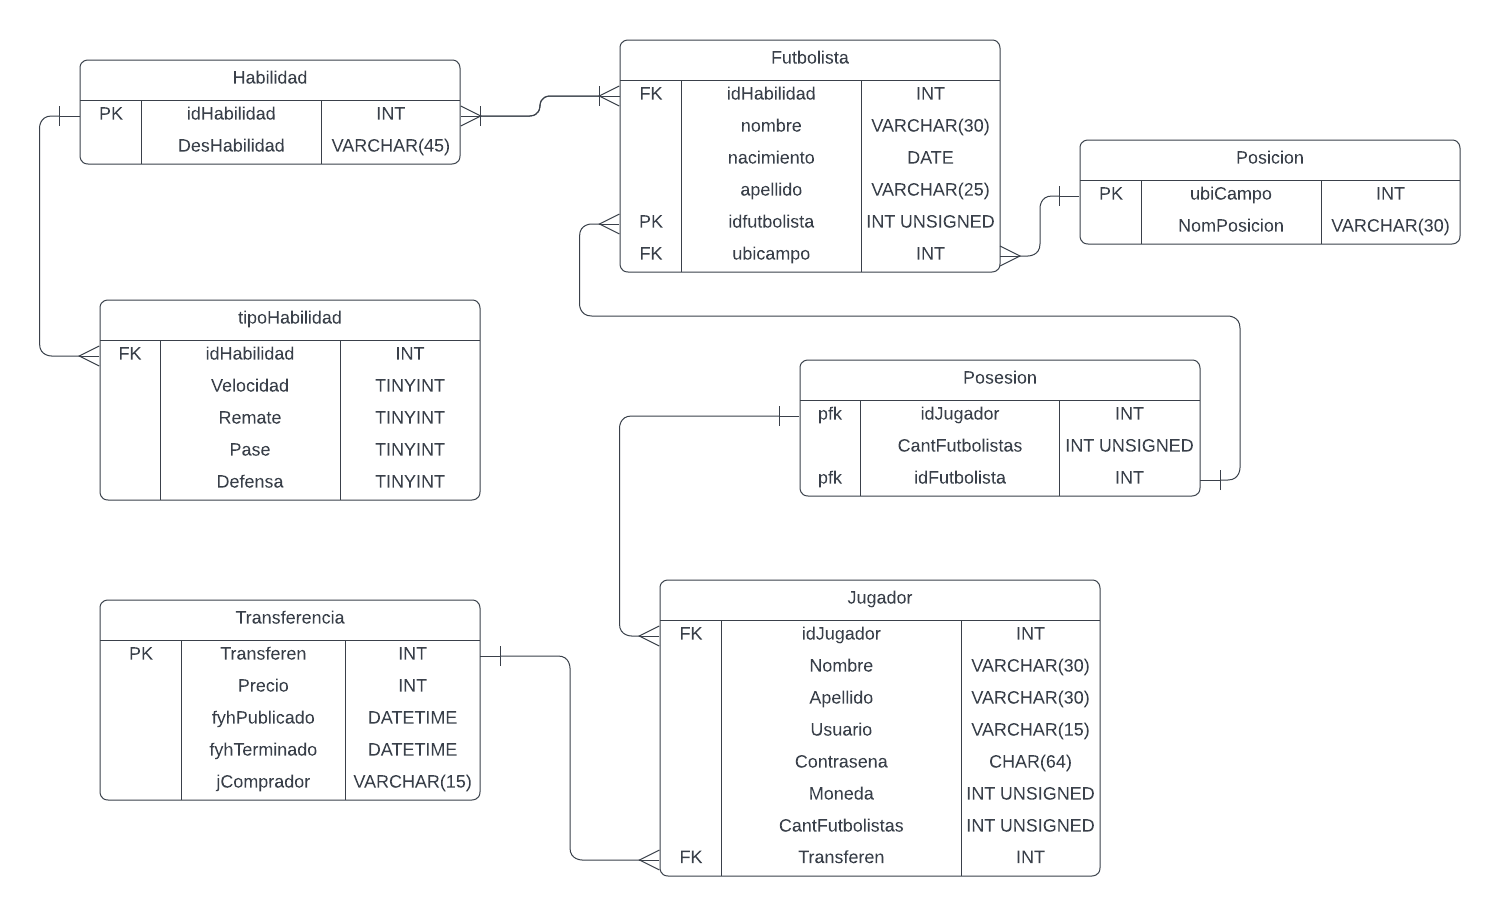 Habilidad
PK idHabilidad INT
DesHabilidad VARCHAR(45)
Futbolista
FK idHabilidad INT
nombre VARCHAR(30)
nacimiento DATE
apellido VARCHAR(25)
PK idfutbolista INT UNSIGNED
FK ubicampo INT
Posicion
PK ubiCampo INT
NomPosicion VARCHAR(30)
tipoHabilidad
FK idHabilidad INT
Velocidad TINYINT
Remate TINYINT
Pase TINYINT
Defensa TINYINT
Posesion
pfk idJugador INT
CantFutbolistas INT UNSIGNED
pfk idFutbolista INT
Transferencia
PK Transferen INT
Precio INT
fyhPublicado DATETIME
fyhTerminado DATETIME
jComprador VARCHAR(15)
Jugador
FK idJugador INT
Nombre VARCHAR(30)
Apellido VARCHAR(30)
Usuario VARCHAR(15)
Contrasena CHAR(64)
Moneda INT UNSIGNED
CantFutbolistas INT UNSIGNED
FK Transferen INT